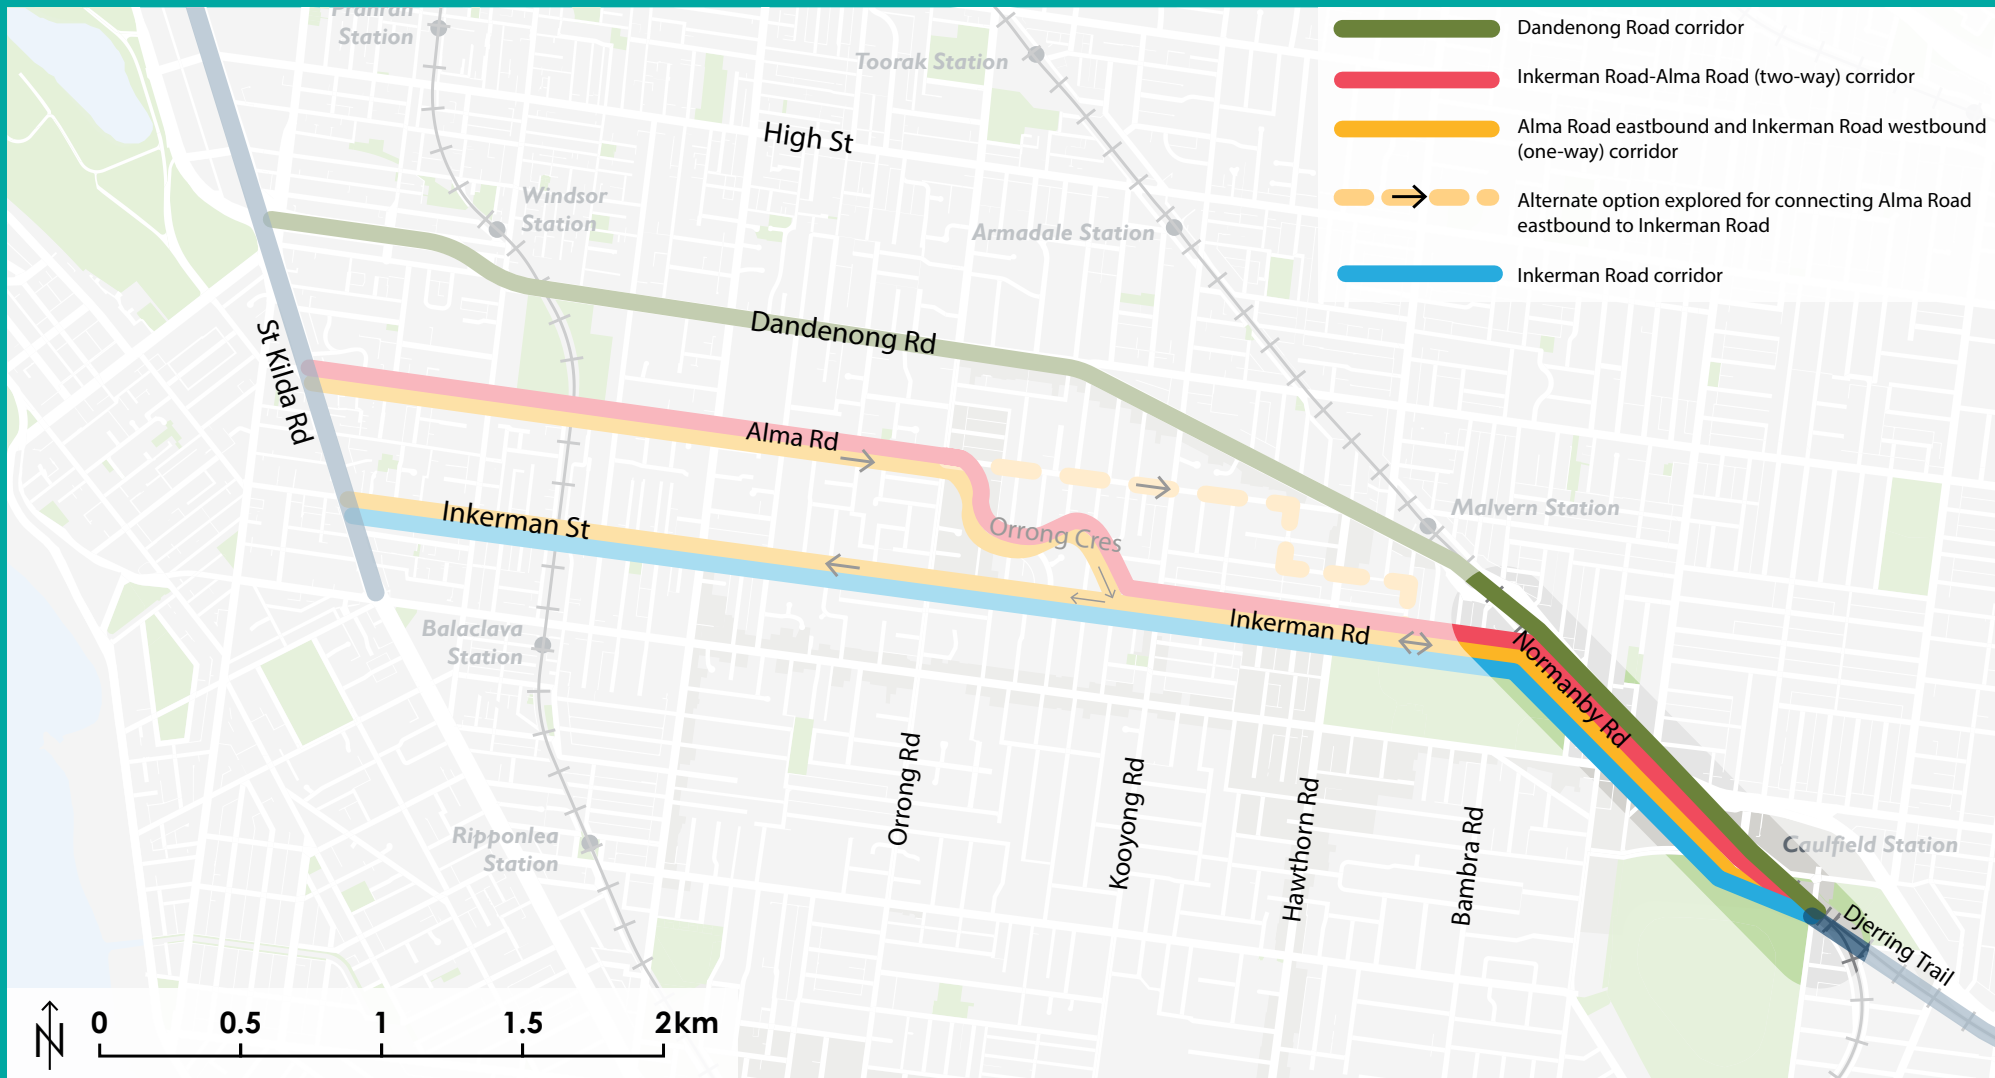 Prahran
Station
Dandenong Road corridor
Toorak Station
Inkerman Road-Alma Road (two-way) corridor
High St
Alma Road eastbound and Inkerman Road westbound
(one-way) corridor
Windsor
Station
Alternate option explored for connecting Alma Road
eastbound to Inkerman Road
Armadale Station
Inkerman Road corridor
Dandenong Rd
St Kilda Rd
Alma Rd
Malvern Station
Inkerman St
Orrong Cres
Inkerman Rd
Balaclava
Station
Normanby Rd
Orrong Rd
Kooyong Rd
Hawthorn Rd
Bambra Rd
Ripponlea
Station
Caulfield Station
Djerring Trail
N
0 0.5 1 1.5 2km